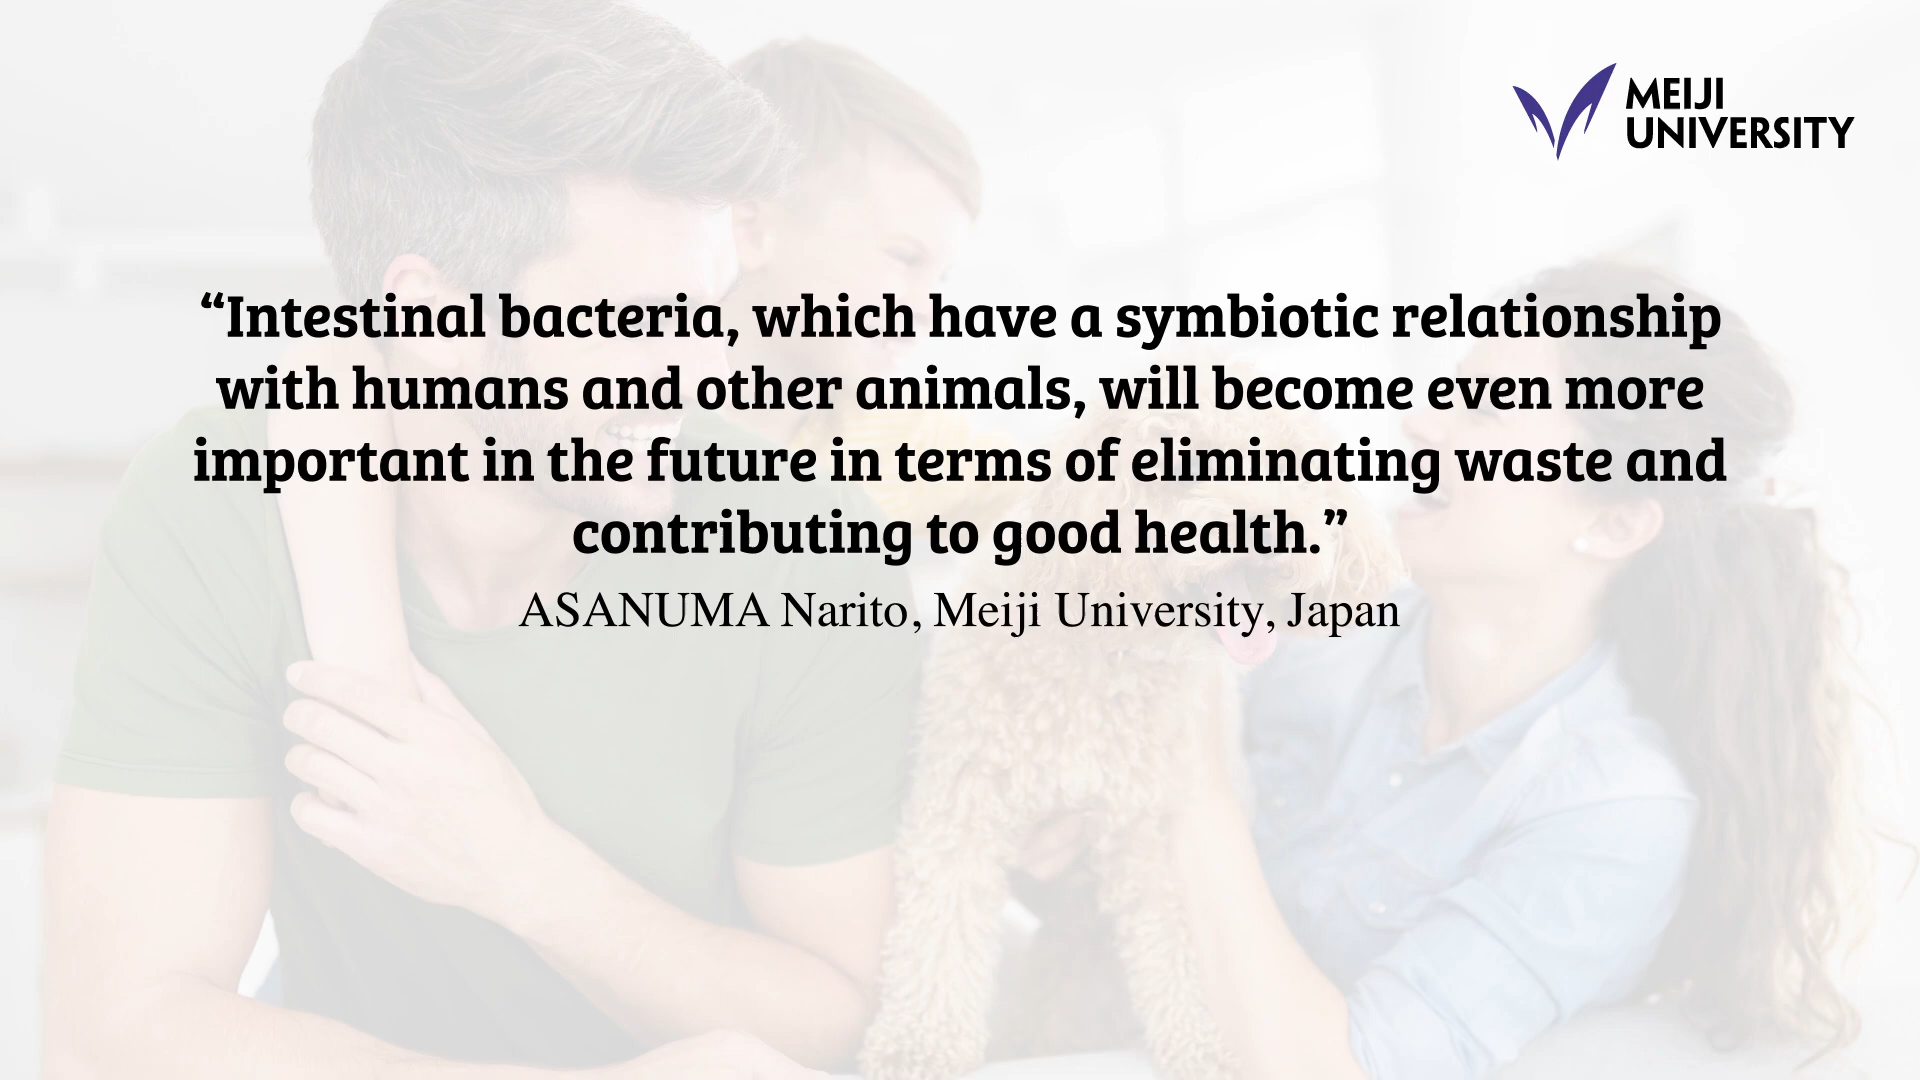 MEIJI
UNIVERSITY
“Intestinal bacteria, which have a symbiotic relationship
with humans and other animals, will become even more
important in the future in terms of eliminating waste and
contributing to good health.”
ASANUMA Narito, Meiji University, Japan